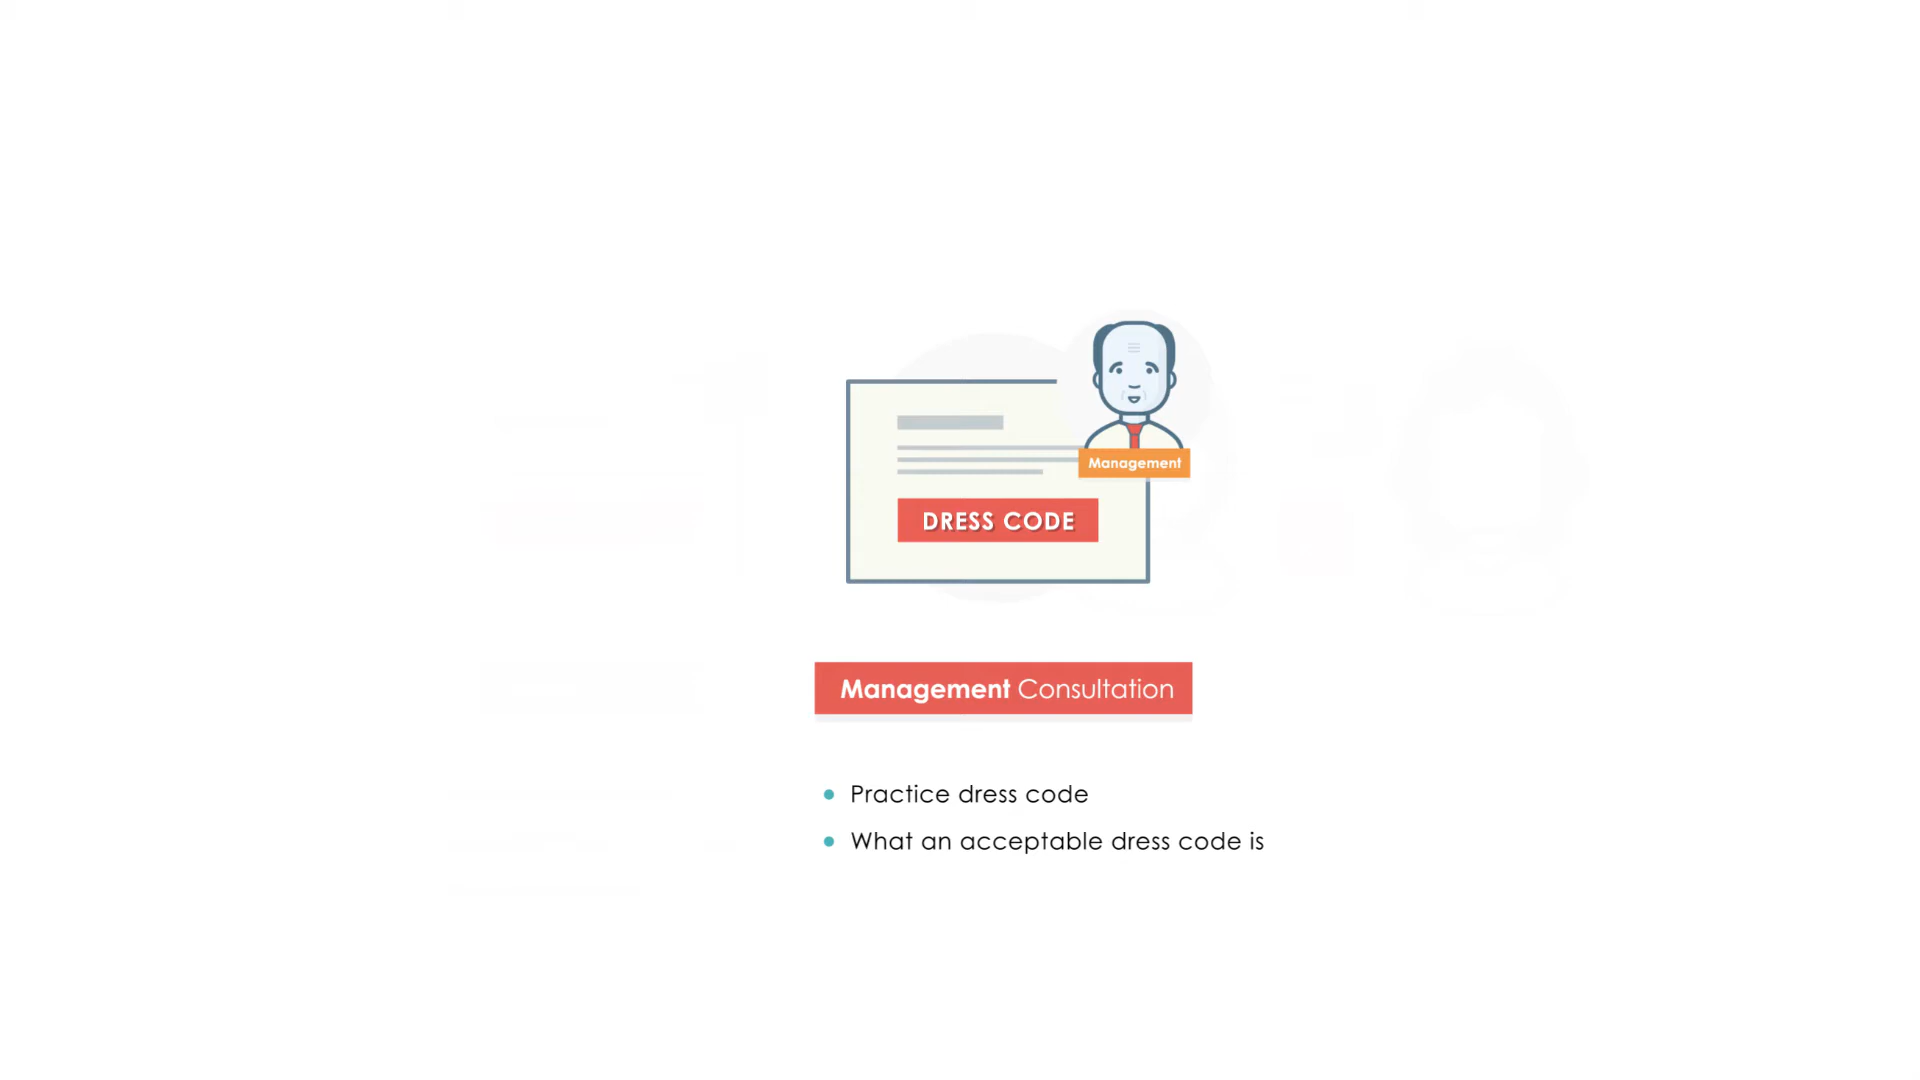 Management
DRESS CODE
Management Consultation
Practice dress code
What an acceptable dress code is